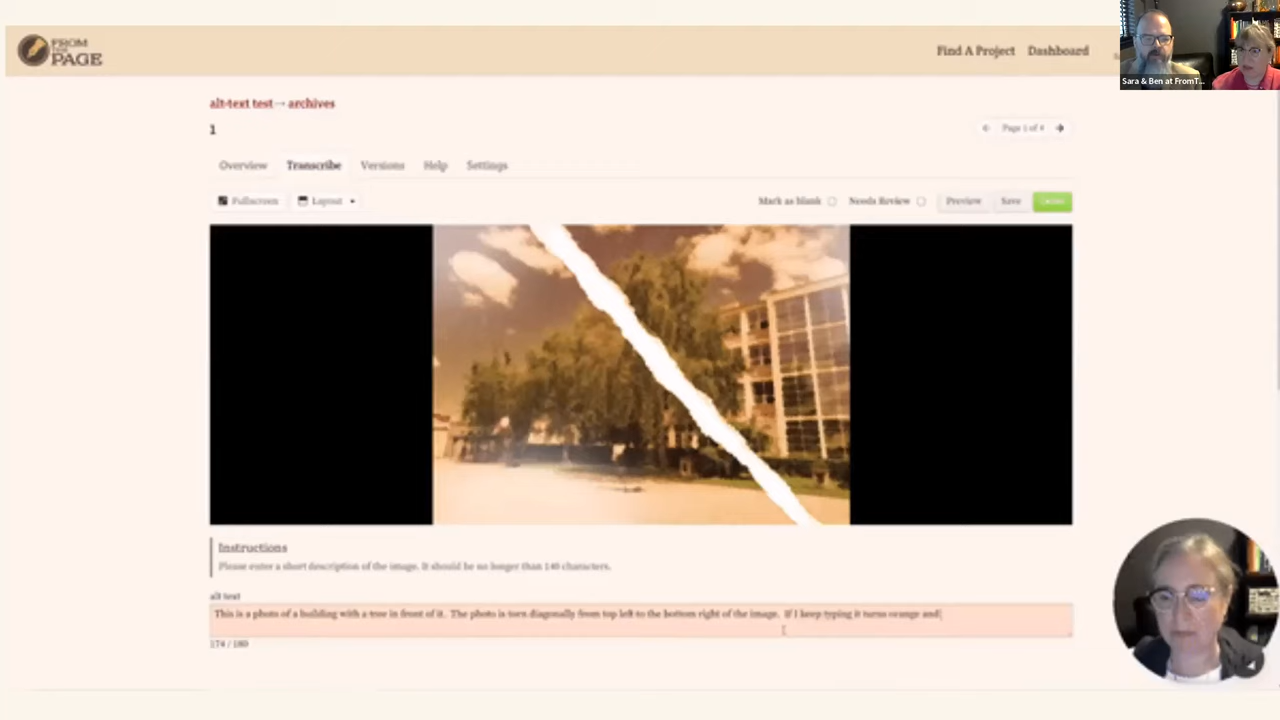 FROM
THE
PAGE
Find A Project
Dashboard
Sara & Ben at FromT...
alt-text test → archives
1
Page 1 of 4
Overview
Transcribe
Versions
Help
Settings
Fullscreen
Layout
Mark as blank
Needs Review
Preview
Save
Instructions
Please enter a short description of the image. It should be no longer than 140 characters.
alt text
This is a photo of a building with a tree in front of it. The photo is torn diagonally from top left to the bottom right of the image. If I keep typing it turns orange and
174 / 180